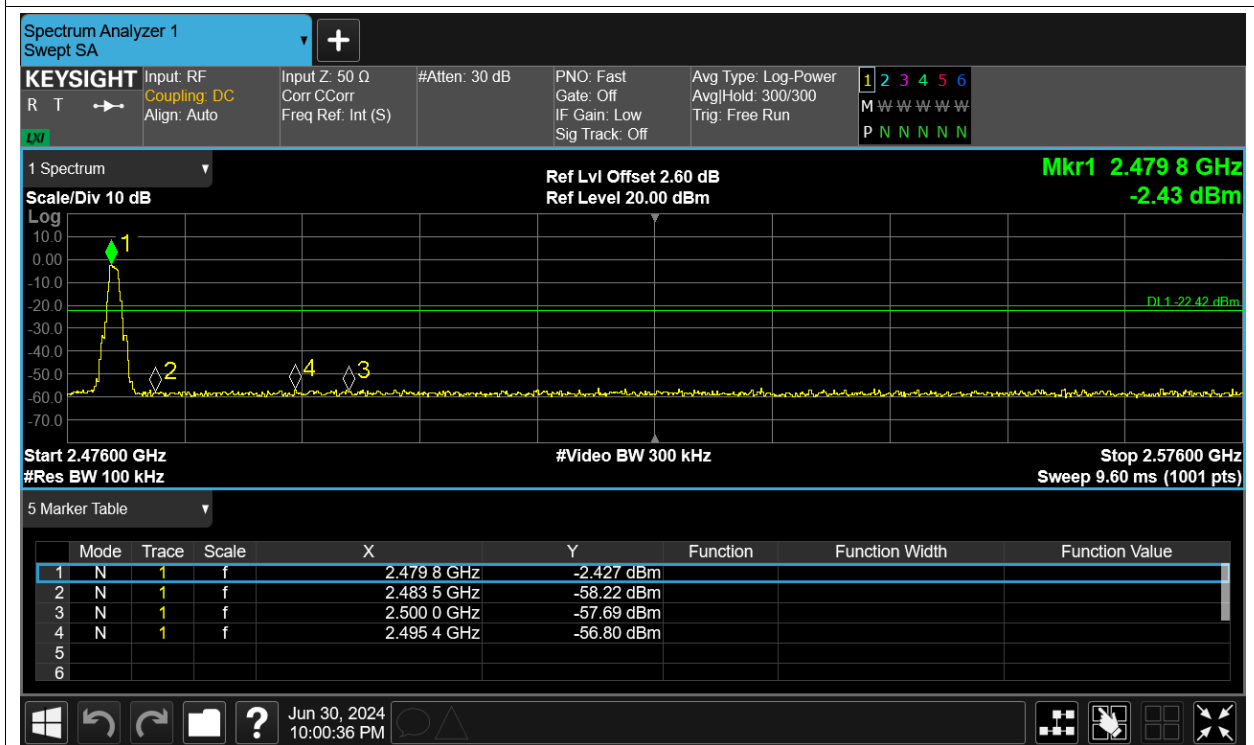 Spectrum Analyzer 1
Swept SA
+
KEYSIGHT Input: RF Input Z: 50 Ω #Atten: 30 dB PNO: Fast Avg Type: Log-Power 1 2 3 4 5 6
R T Coupling: DC Corr CCorr Gate: Off Avg|Hold: 300/300 M W W W W W
Align: Auto Freq Ref: Int (S) IF Gain: Low Trig: Free Run
LXI Sig Track: Off P N N N N N
1 Spectrum Ref Lvl Offset 2.60 dB Mkr1 2.479 8 GHz
Scale/Div 10 dB Ref Level 20.00 dBm -2.43 dBm
Log
10.0 1
0.00
-10.0
-20.0 DL1 -22.42 dBm
-30.0
-40.0
-50.0 2 4 3
-60.0
-70.0
Start 2.47600 GHz #Video BW 300 kHz Stop 2.57600 GHz
#Res BW 100 kHz Sweep 9.60 ms (1001 pts)
5 Marker Table
Mode Trace Scale X Y Function Function Width Function Value
1 N 1 f 2.479 8 GHz -2.427 dBm
2 N 1 f 2.483 5 GHz -58.22 dBm
3 N 1 f 2.500 0 GHz -57.69 dBm
4 N 1 f 2.495 4 GHz -56.80 dBm
5
6
? Jun 30, 2024
10:00:36 PM